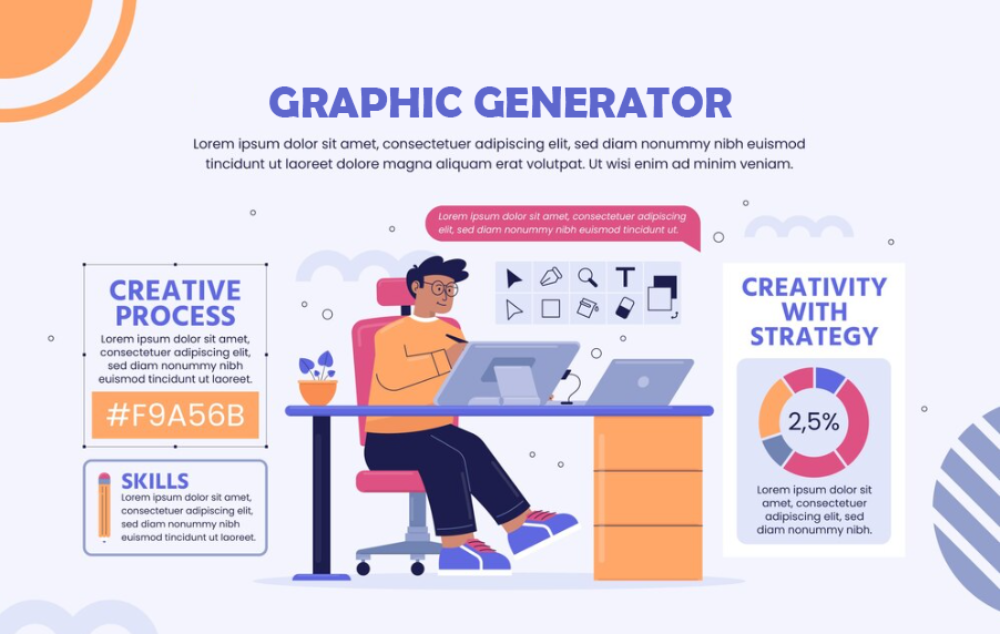 GRAPHIC GENERATOR
Lorem ipsum dolor sit amet, consectetuer adipiscing elit, sed diam nonummy nibh euismod
tincidunt ut laoreet dolore magna aliquam erat volutpat. Ut wisi enim ad minim veniam.
Lorem ipsum dolor sit amet, consectetuer adipiscing
elit, sed diam nonummy nibh euismod tincidunt ut.
T
CREATIVE
PROCESS
Lorem ipsum dolor sit amet,
consectetuer adipiscing elit,
sed diam nonummy nibh
euismod tincidunt ut laoreet.
#F9A56B
SKILLS
Lorem ipsum dolor sit amet,
consectetuer adipiscing elit,
sed diam nonummy nibh
euismod tincidunt ut laoreet.
CREATIVITY
WITH
STRATEGY
2,5%
Lorem ipsum dolor sit
amet, consectetuer
adipiscing elit, sed
diam nonummy nibh.